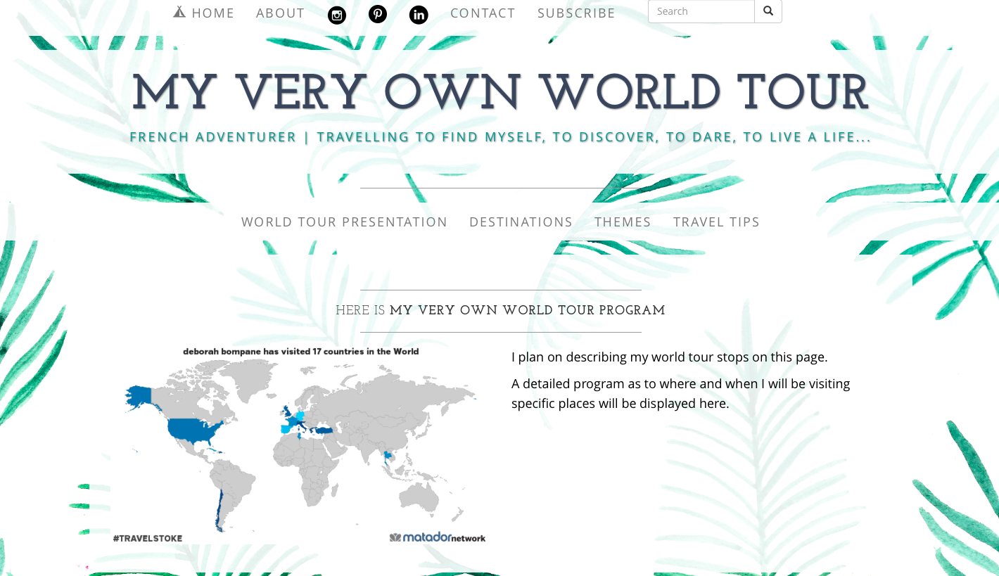 HOME ABOUT CONTACT SUBSCRIBE Search
MY VERY OWN WORLD TOUR
FRENCH ADVENTURER | TRAVELLING TO FIND MYSELF, TO DISCOVER, TO DARE, TO LIVE A LIFE...
WORLD TOUR PRESENTATION DESTINATIONS THEMES TRAVEL TIPS
HERE IS MY VERY OWN WORLD TOUR PROGRAM
deborah bompane has visited 17 countries in the World
#TRAVELSTOKE
matadornetwork
I plan on describing my world tour stops on this page.
A detailed program as to where and when I will be visiting
specific places will be displayed here.